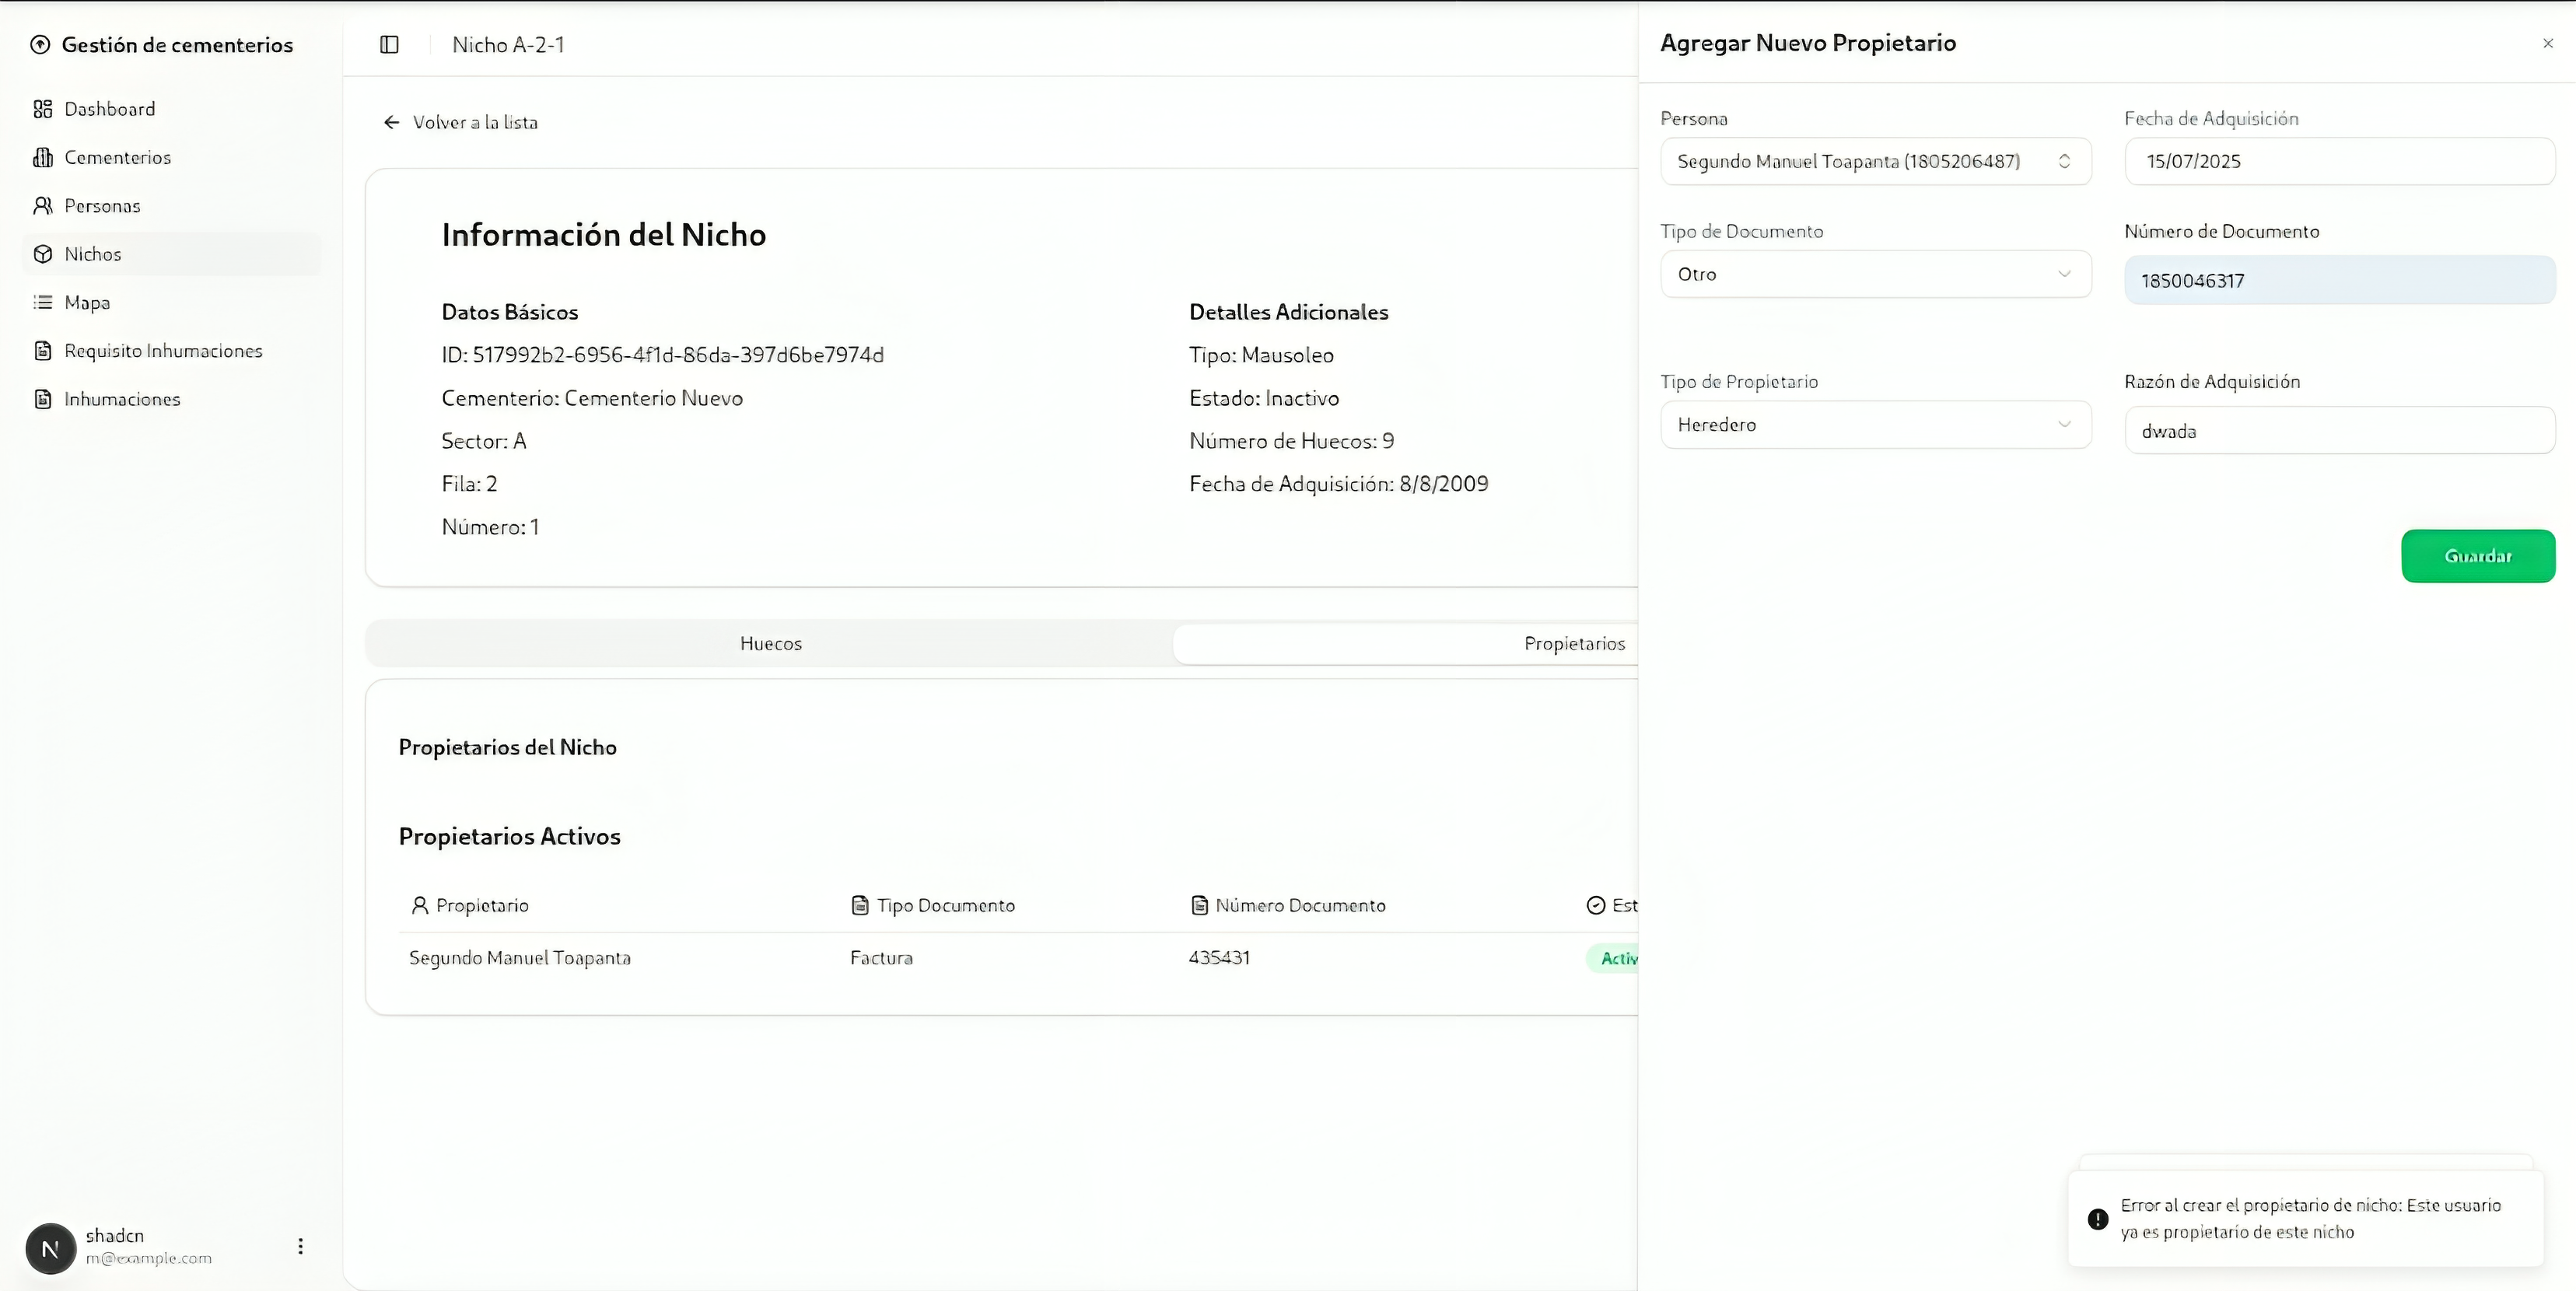 Gestión de cementerios
Dashboard
Cementerios
Personas
Nichos
Mapa
Requisito Inhumaciones
Inhumaciones
N
shadcn
m@example.com
Nicho A-2-1
Volver a la lista
Información del Nicho
Datos Básicos
ID: 517992b2-6956-4f1d-86da-397d6be7974d
Cementerio: Cementerio Nuevo
Sector: A
Fila: 2
Número: 1
Detalles Adicionales
Tipo: Mausoleo
Estado: Inactivo
Número de Huecos: 9
Fecha de Adquisición: 8/8/2009
Huecos
Propietarios
Propietarios del Nicho
Propietarios Activos
Propietario
Tipo Documento
Número Documento
Est
Segundo Manuel Toapanta
Factura
435431
Activ
Agregar Nuevo Propietario
Persona
Segundo Manuel Toapanta (1805206487)
Fecha de Adquisición
15/07/2025
Tipo de Documento
Otro
Número de Documento
1850046317
Tipo de Propietario
Heredero
Razón de Adquisición
dwada
Guardar
Error al crear el propietario de nicho: Este usuario
ya es propietario de este nicho